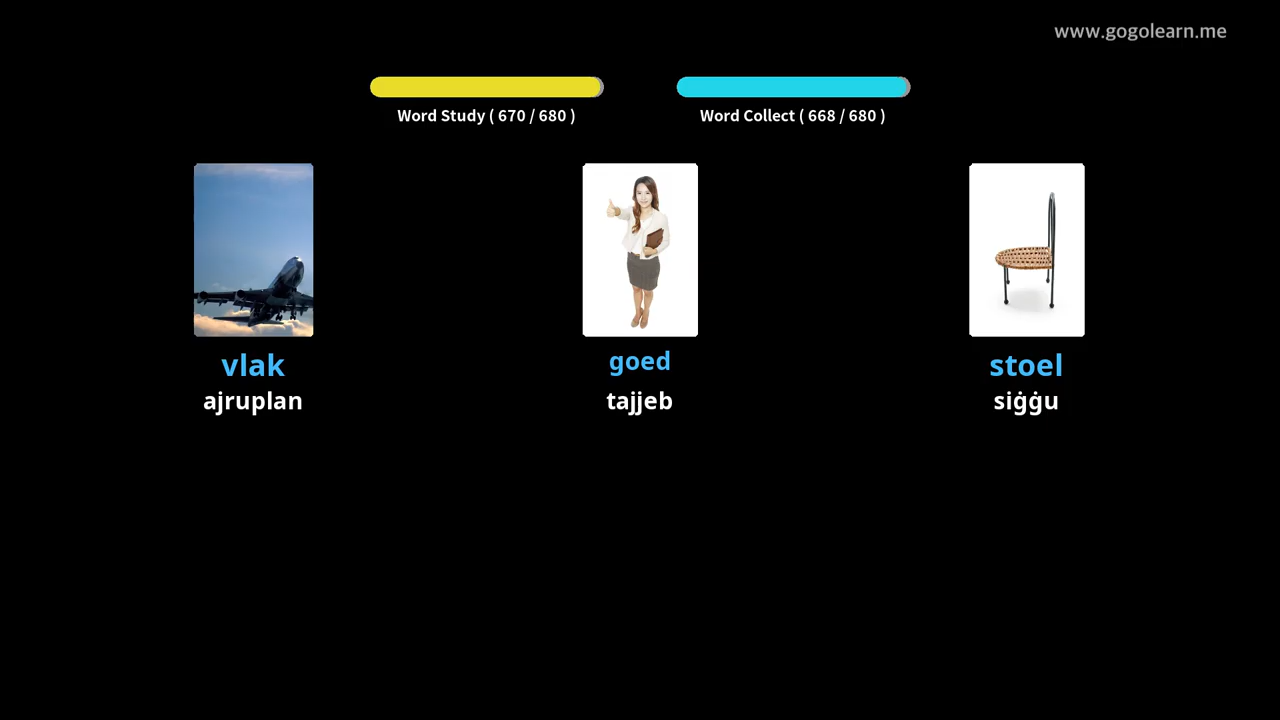 www.gogolearn.me
Word Study ( 670 / 680 )
Word Collect ( 668 / 680 )
vlak
goed
stoel
ajruplan
tajjeb
siġġu